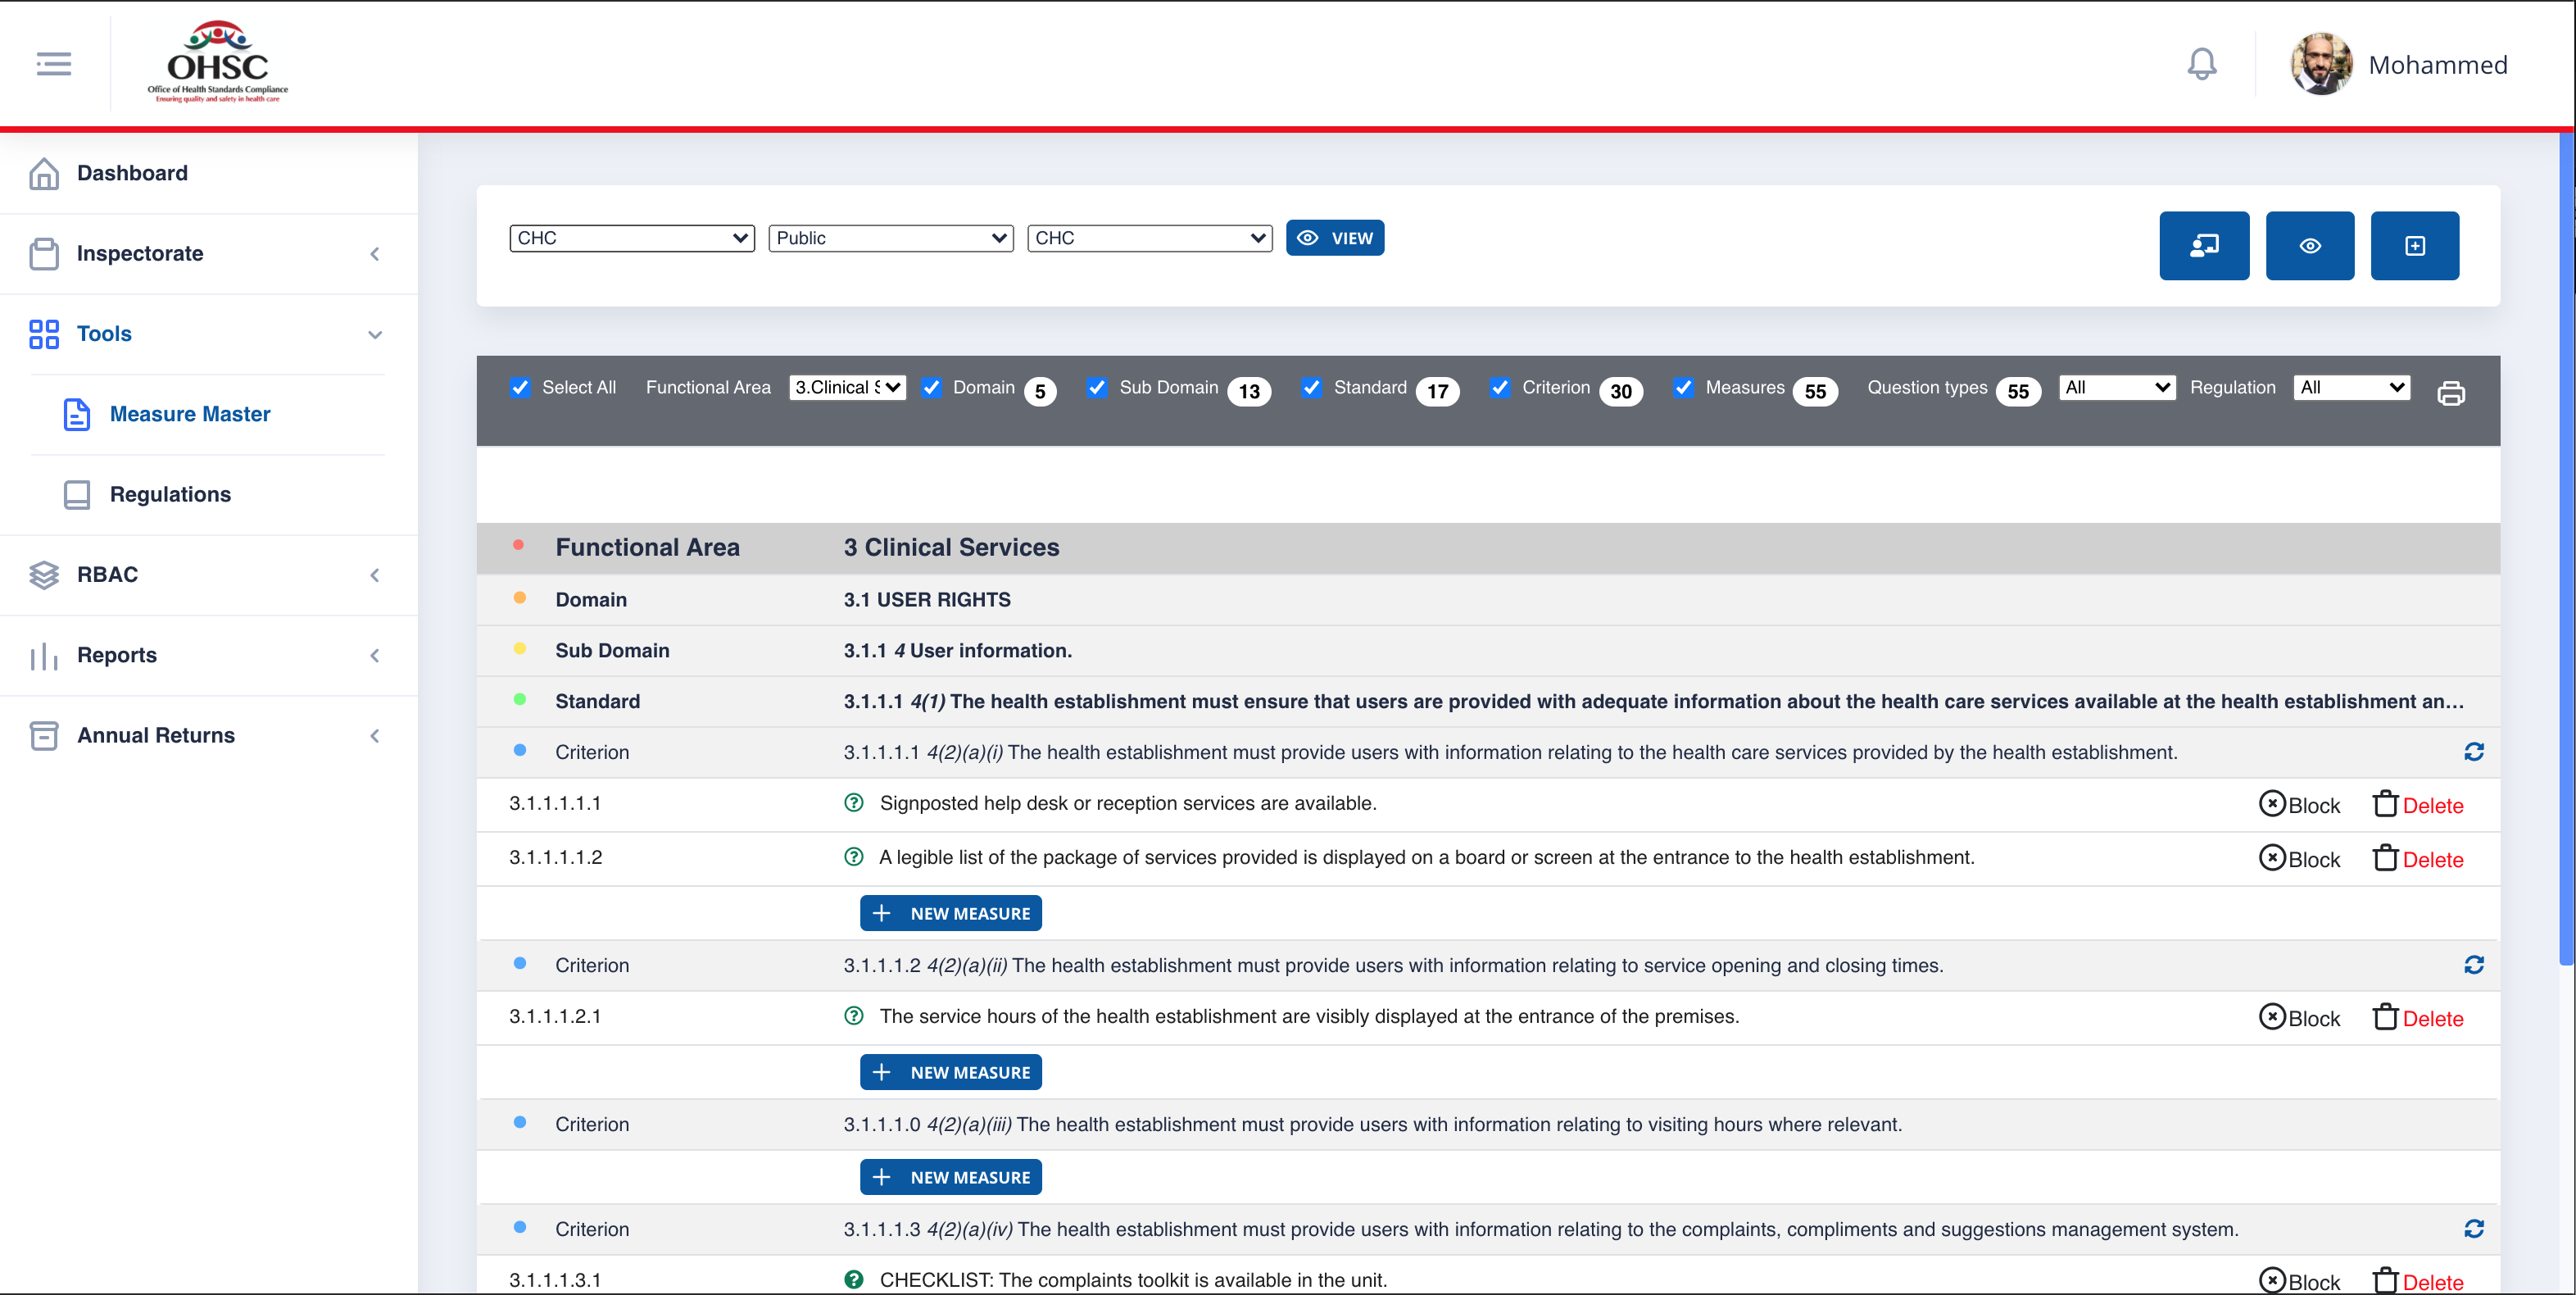 OHSC
Office of Health Standards Compliance
Ensuring quality and safety in health care
Mohammed
Dashboard
Inspectorate
Tools
Measure Master
Regulations
RBAC
Reports
Annual Returns
CHC Public CHC VIEW
Select All Functional Area 3.Clinical S Domain 5 Sub Domain 13 Standard 17 Criterion 30 Measures 55 Question types 55 All Regulation All
Functional Area 3 Clinical Services
Domain 3.1 USER RIGHTS
Sub Domain 3.1.1 4 User information.
Standard 3.1.1.1 4(1) The health establishment must ensure that users are provided with adequate information about the health care services available at the health establishment an...
Criterion 3.1.1.1.1 4(2)(a)(i) The health establishment must provide users with information relating to the health care services provided by the health establishment.
3.1.1.1.1.1 Signposted help desk or reception services are available. Block Delete
3.1.1.1.1.2 A legible list of the package of services provided is displayed on a board or screen at the entrance to the health establishment. Block Delete
NEW MEASURE
Criterion 3.1.1.1.2 4(2)(a)(ii) The health establishment must provide users with information relating to service opening and closing times.
3.1.1.1.2.1 The service hours of the health establishment are visibly displayed at the entrance of the premises. Block Delete
NEW MEASURE
Criterion 3.1.1.1.0 4(2)(a)(iii) The health establishment must provide users with information relating to visiting hours where relevant.
NEW MEASURE
Criterion 3.1.1.1.3 4(2)(a)(iv) The health establishment must provide users with information relating to the complaints, compliments and suggestions management system.
3.1.1.1.3.1 CHECKLIST: The complaints toolkit is available in the unit. Block Delete